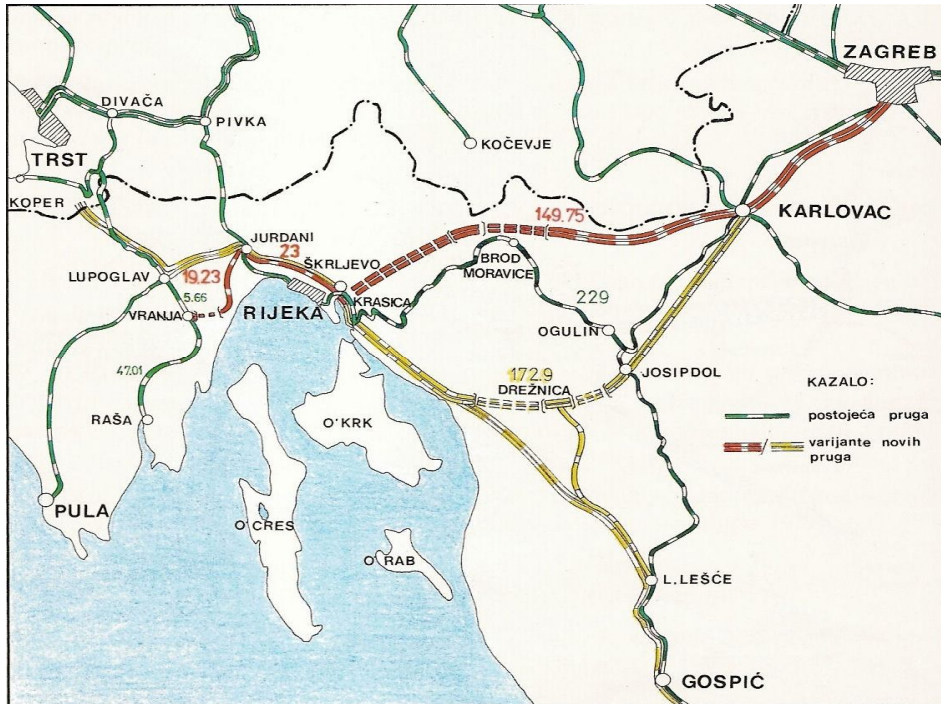 ZAGREB
DIVAČA
PIVKA
KOČEVJE
TRST
KOPER
KARLOVAC
149.75
JURDANI
23
ŠKRLJEVO
LUPOGLAV
19,23
BROD
MORAVICE
5.66
KRASICA
VRANJA
RIJEKA
229
OGULIN
172.9
DREŽNICA
JOSIPDOL
47.01
KAZALO:
RAŠA
O' KRK
postojeća pruga
varijante novih
pruga
PULA
O' CRES
O' RAB
L. LEŠĆE
GOSPIĆ